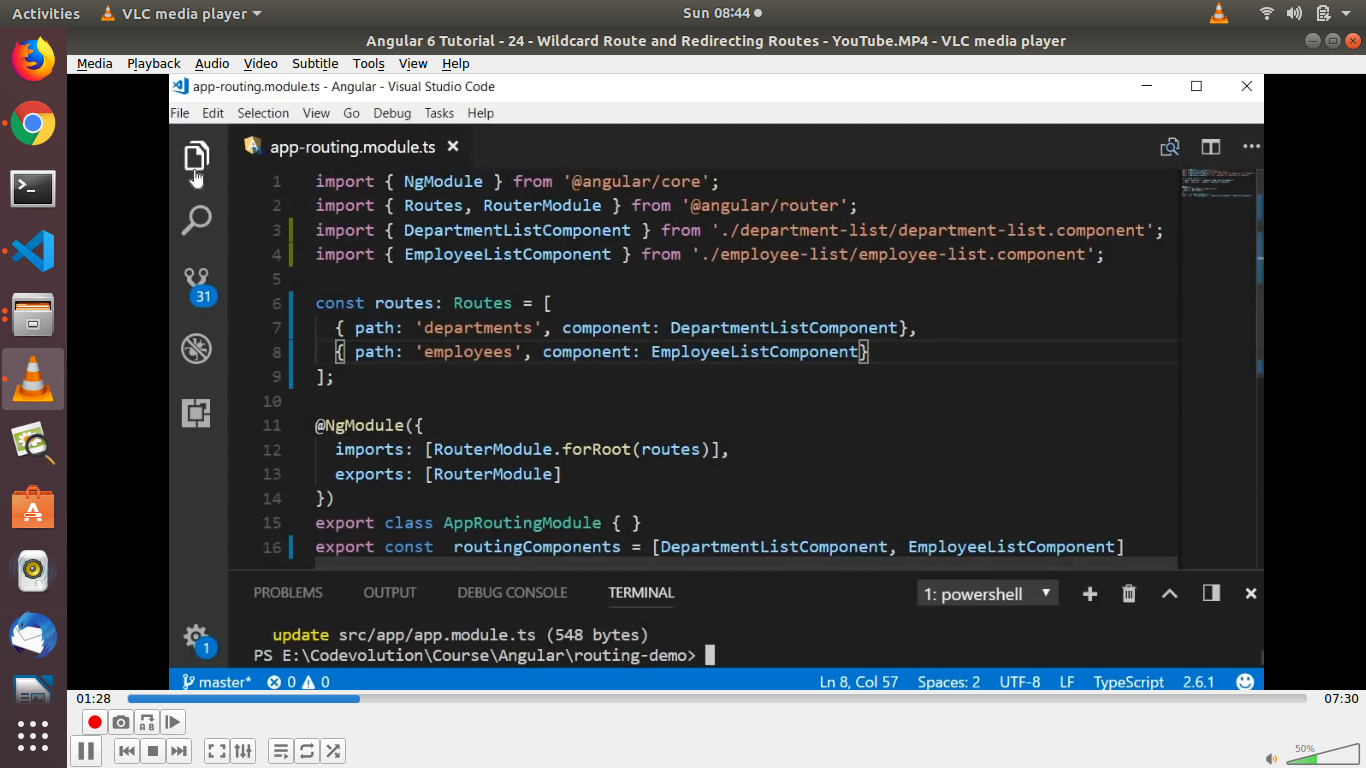 Activities VLC media player Sun 08:44
Angular 6 Tutorial - 24 - Wildcard Route and Redirecting Routes - YouTube.MP4 - VLC media player
Media Playback Audio Video Subtitle Tools View Help
app-routing.module.ts - Angular - Visual Studio Code
File Edit Selection View Go Debug Tasks Help
app-routing.module.ts
1 import { NgModule } from '@angular/core';
2 import { Routes, RouterModule } from '@angular/router';
3 import { DepartmentListComponent } from './department-list/department-list.component';
4 import { EmployeeListComponent } from './employee-list/employee-list.component';
5
6 const routes: Routes = [
7 { path: 'departments', component: DepartmentListComponent},
8 { path: 'employees', component: EmployeeListComponent}
9 ];
10
11 @NgModule({
12 imports: [RouterModule.forRoot(routes)],
13 exports: [RouterModule]
14 })
15 export class AppRoutingModule { }
16 export const routingComponents = [DepartmentListComponent, EmployeeListComponent]
31
PROBLEMS OUTPUT DEBUG CONSOLE TERMINAL 1: powershell
update src/app/app.module.ts (548 bytes)
PS E:\Codevolution\Course\Angular\routing-demo>
1
master* 0 0 Ln 8, Col 57 Spaces: 2 UTF-8 LF TypeScript 2.6.1
01:28 07:30
A B
50%